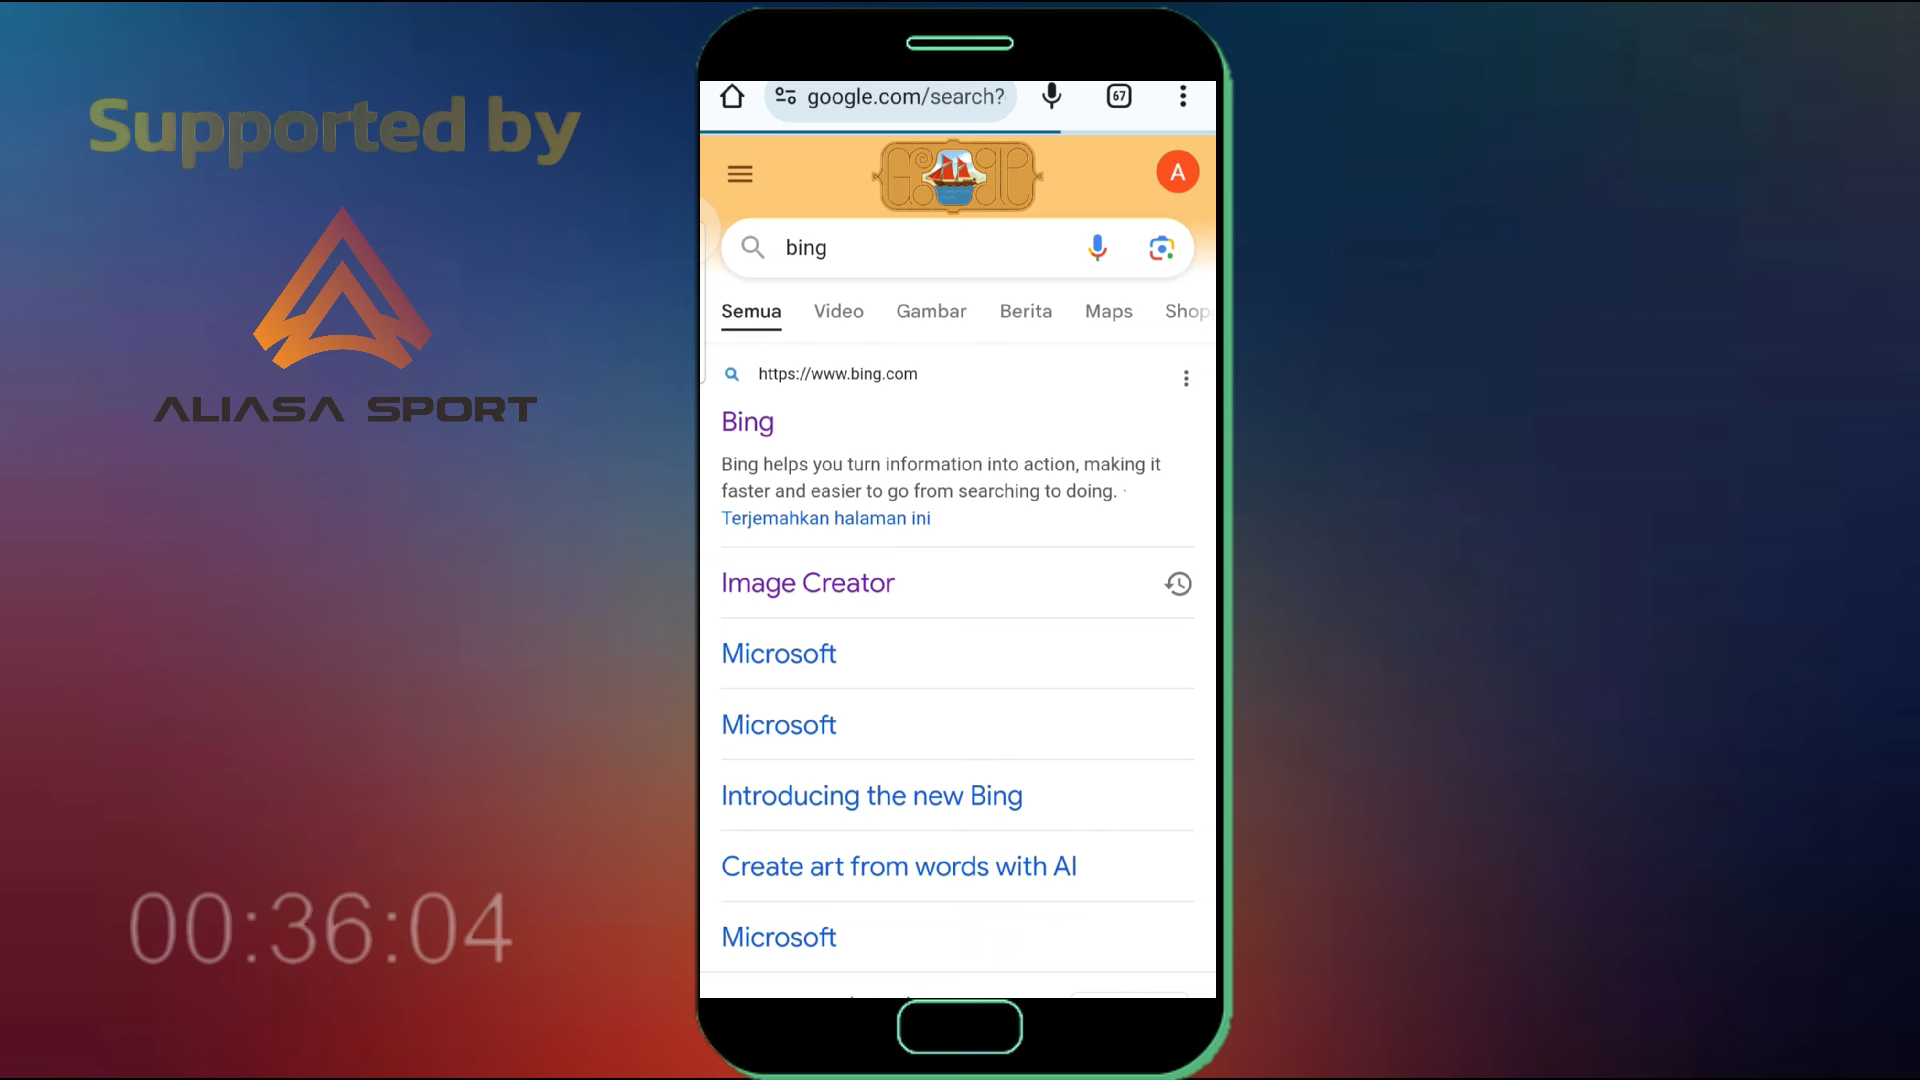 Supported by
ALIASA SPORT
00:36:04
google.com/search?
67
A
bing
Semua Video Gambar Berita Maps Shop
https://www.bing.com
Bing
Bing helps you turn information into action, making it
faster and easier to go from searching to doing. ·
Terjemahkan halaman ini
Image Creator
Microsoft
Microsoft
Introducing the new Bing
Create art from words with AI
Microsoft